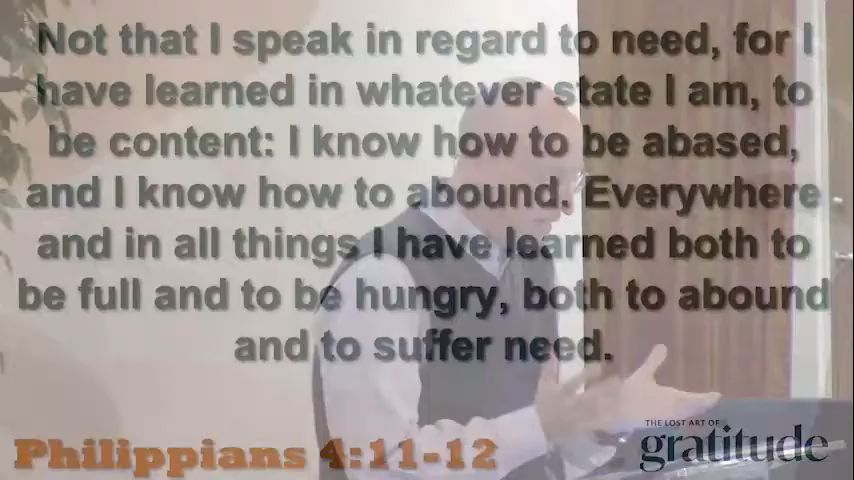 Not that I speak in regard to need, for I
have learned in whatever state I am, to
be content: I know how to be abased,
and I know how to abound. Everywhere
and in all things I have learned both to
be full and to be hungry, both to abound
and to suffer need.
Philippians 4:11-12
THE LOST ART OF
gratitude